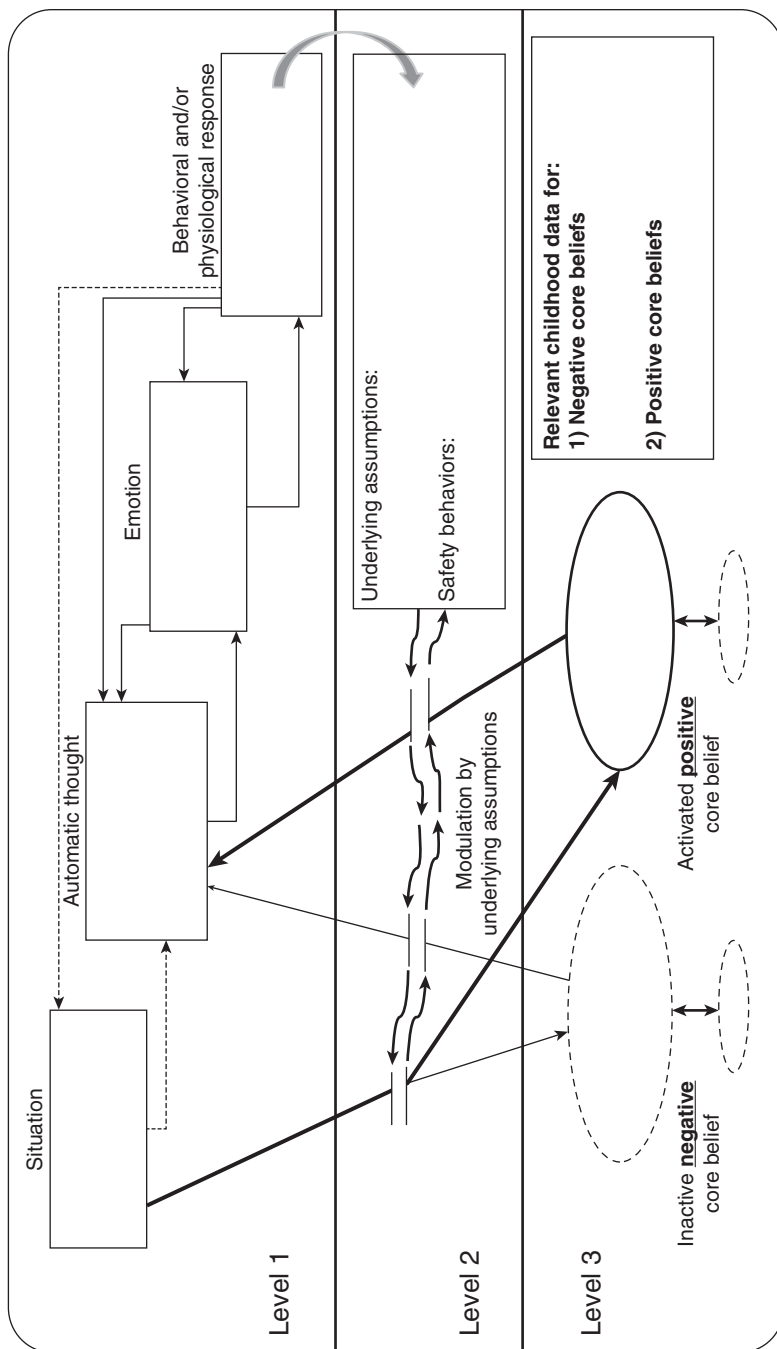 Situation
Automatic thought
Emotion
Behavioral and/or
physiological response
Level 1
Underlying assumptions:
Safety behaviors:
Modulation by
underlying assumptions
Level 2
Relevant childhood data for:
1) Negative core beliefs
2) Positive core beliefs
Level 3
Inactive negative
core belief
Activated positive
core belief